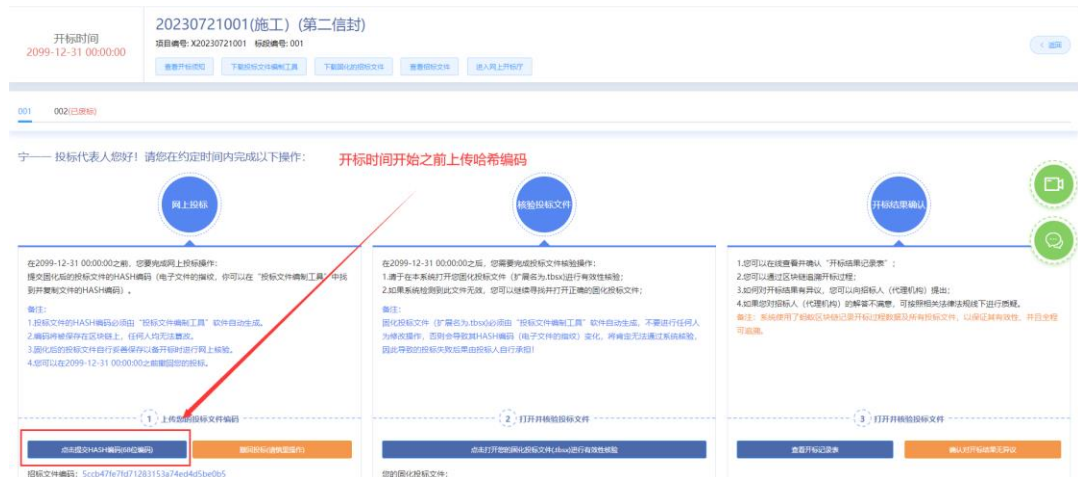 开标时间
2099-12-31 00:00:00
20230721001(施工) (第二信封)
项目编号: X20230721001 标段编号: 001
查看开标须知 下载投标文件编制工具 下载固化的投标文件 查看招标文件 进入网上开标厅
< 返回
001 002(已废标)
宁—— 投标代表人您好！请您在约定时间内完成以下操作：
开标时间开始之前上传哈希编码
网上投标
在2099-12-31 00:00:00之前，您要完成网上投标操作：
提交固化后的投标文件的HASH编码（电子文件的指纹，你可以在“投标文件编制工具”中找
到并复制文件的HASH编码）。
备注：
1.投标文件的HASH编码必须由“投标文件编制工具”软件自动生成。
2.编码将被保存在区块链上，任何人均无法篡改。
3.固化后的投标文件自行妥善保存以备开标时进行网上核验。
4.您可以在2099-12-31 00:00:00之前撤回您的投标。
1 上传您的投标文件编码
点击提交HASH编码(68位编码) 撤回投标(请慎重操作)
招标文件编码：5ccb47fe7fd71283153a74ed4d5be0b5
核验投标文件
在2099-12-31 00:00:00之后，您需要完成投标文件核验操作：
1.请于在本系统打开您固化投标文件（扩展名为.tbsx)进行有效性核验；
2.如果系统检测到此文件无效，您可以继续寻找并打开正确的固化投标文件；
备注：
固化投标文件（扩展名为.tbsx)必须由“投标文件编制工具”软件自动生成，不要进行任何人
为修改操作，否则会导致其HASH编码（电子文件的指纹）变化，将肯定无法通过系统核验，
因此导致的投标失败后果由投标人自行承担！
2 打开并核验投标文件
点击打开您的固化投标文件(.tbsx)进行有效性核验
您的固化投标文件：
开标结果确认
1.您可以在线查看并确认“开标结果记录表”；
2.您可以通过区块链追溯开标过程；
3.如何对开标结果有异议，您可以向招标人（代理机构）提出；
4.如果您对招标人（代理机构）的解答不满意，可按照相关法律法规线下进行质疑。
备注：系统使用了蚂蚁区块链记录开标过程数据及所有投标文件，以保证其有效性，并且全程
可追溯。
3 打开并核验投标文件
查看开标记录表 确认对开标结果无异议